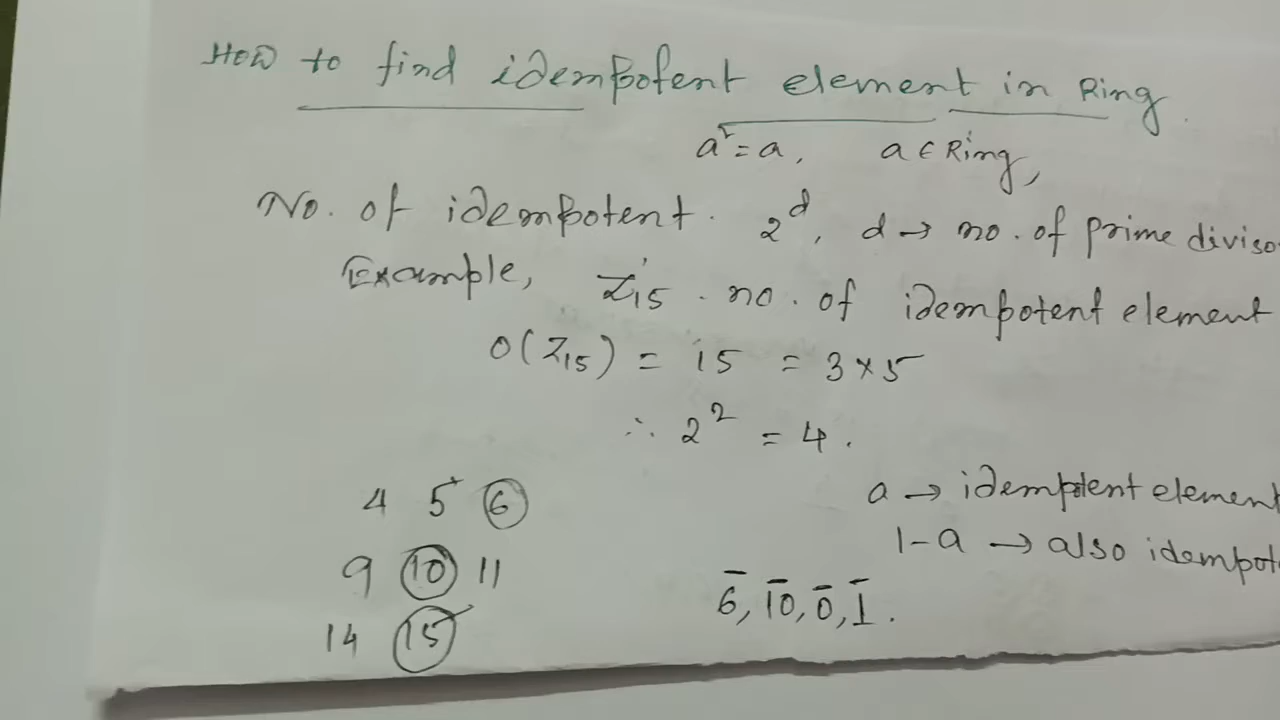 How to find idempotent element in Ring.
a² = a, a ∈ Ring,
No. of idempotent. 2^d, d → no. of prime diviso
Example, Z15 . no. of idempotent element
O(Z15) = 15 = 3 × 5
∴ 2² = 4.
4 5 6
a → idempotent element
9 10 11
1-a → also idempot
6̄, 1̄0̄, 0̄, 1̄.
14 15